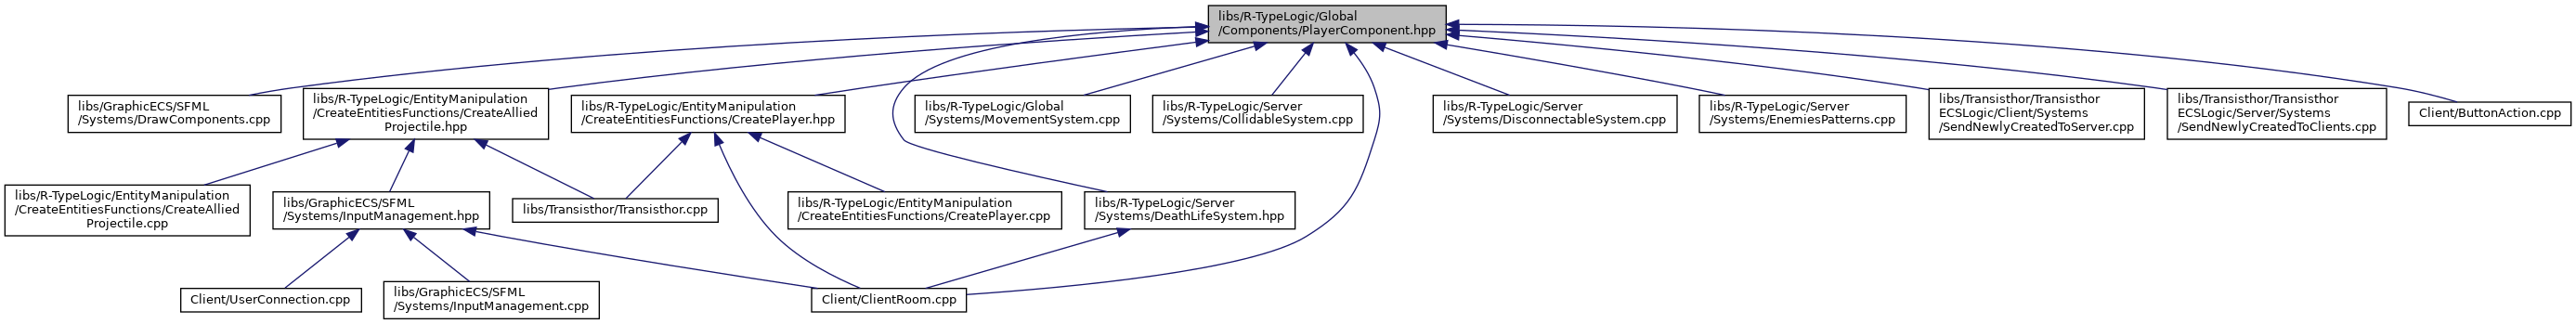 libs/R-TypeLogic/Global
/Components/PlayerComponent.hpp
libs/GraphicECS/SFML
/Systems/DrawComponents.cpp
libs/R-TypeLogic/EntityManipulation
/CreateEntitiesFunctions/CreateAllied
Projectile.hpp
libs/R-TypeLogic/EntityManipulation
/CreateEntitiesFunctions/CreatePlayer.hpp
libs/R-TypeLogic/Global
/Systems/MovementSystem.cpp
libs/R-TypeLogic/Server
/Systems/CollidableSystem.cpp
libs/R-TypeLogic/Server
/Systems/DisconnectableSystem.cpp
libs/R-TypeLogic/Server
/Systems/EnemiesPatterns.cpp
libs/Transisthor/Transisthor
ECSLogic/Client/Systems
/SendNewlyCreatedToServer.cpp
libs/Transisthor/Transisthor
ECSLogic/Server/Systems
/SendNewlyCreatedToClients.cpp
Client/ButtonAction.cpp
libs/R-TypeLogic/EntityManipulation
/CreateEntitiesFunctions/CreateAllied
Projectile.cpp
libs/GraphicECS/SFML
/Systems/InputManagement.hpp
libs/Transisthor/Transisthor.cpp
libs/R-TypeLogic/EntityManipulation
/CreateEntitiesFunctions/CreatePlayer.cpp
libs/R-TypeLogic/Server
/Systems/DeathLifeSystem.hpp
Client/UserConnection.cpp
libs/GraphicECS/SFML
/Systems/InputManagement.cpp
Client/ClientRoom.cpp